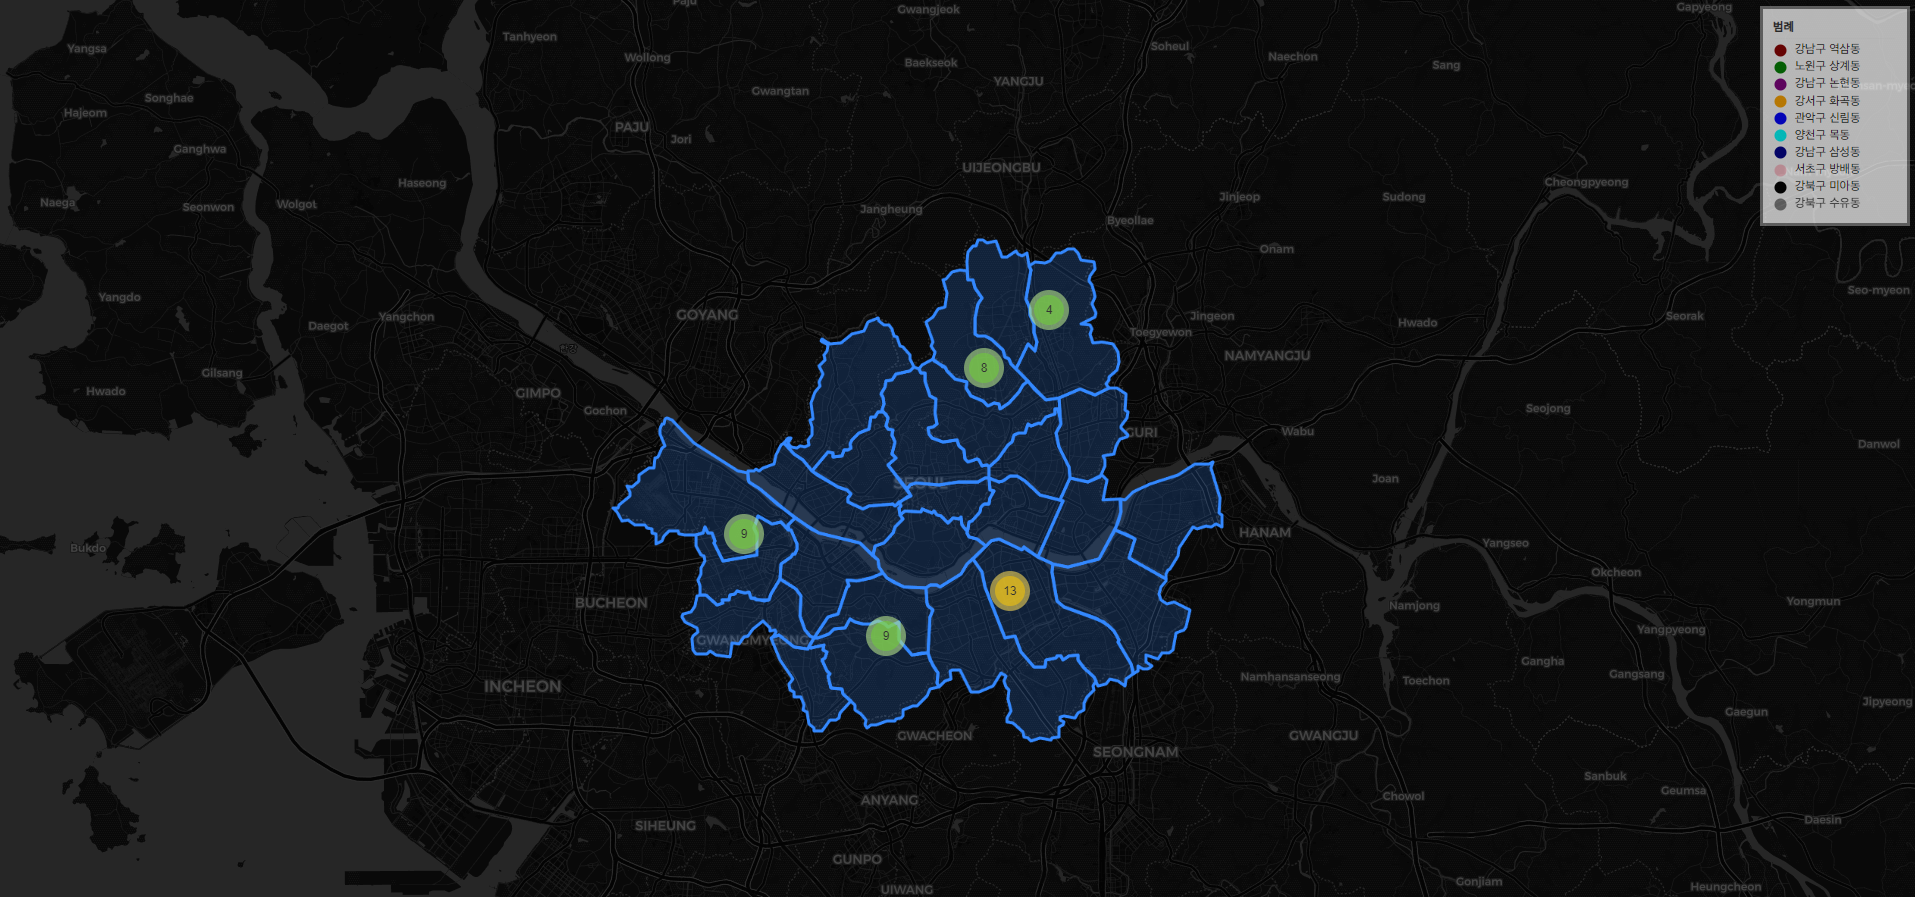 Paju
Gwangjeok
Gapyeong
Tanhyeon
Soheul
Yangsa
Wollong
Baekseok
Naechon
Sang
YANGJU
Gwangtan
Songhae
Hajeom
PAJU
Jori
Ganghwa
UIJEONGBU
Haseong
Cheongpyeong
Naega
Seonwon
Wolgot
Jangheung
Jinjeop
Sudong
Byeollae
Onam
Yangdo
Seo-myeon
Daegot
Yangchon
GOYANG
Jingeon
Hwado
Seorak
Toegyewon
NAMYANGJU
Gilsang
Hwado
GIMPO
Gochon
Seojong
GURI
Wabu
Danwol
SEOUL
Joan
Bukdo
HANAM
Yangseo
Okcheon
BUCHEON
Namjong
Yongmun
Yangpyeong
GWANGMYEONG
Gangha
Gangsang
INCHEON
Namhansanseong
Toechon
Jipyeong
Gaegun
GWACHEON
GWANGJU
SEONGNAM
Sanbuk
Geumsa
ANYANG
Chowol
SIHEUNG
Daesin
GUNPO
UIWANG
Gonjiam
Heungcheon
4
8
9
13
9
범례
강남구 역삼동
노원구 상계동
강남구 논현동
강서구 화곡동
관악구 신림동
양천구 목동
강남구 삼성동
서초구 방배동
강북구 미아동
강북구 수유동